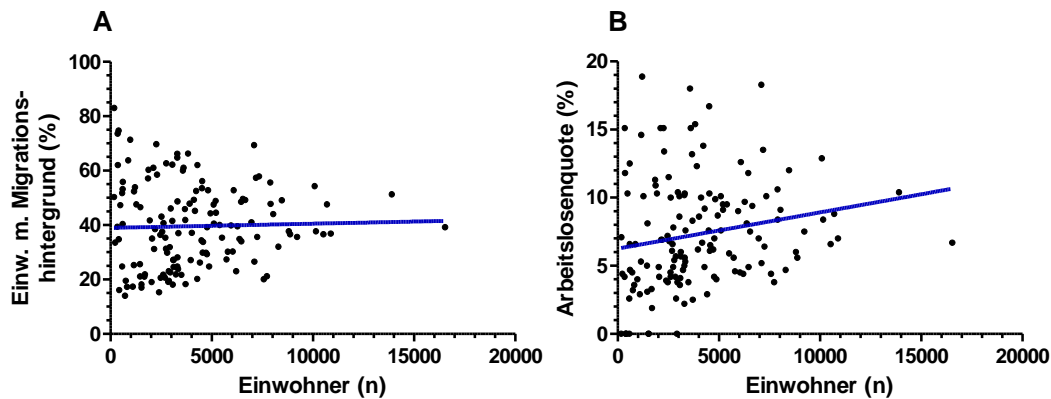 A
Einw. m. Migrations-
hintergrund (%)
100
80
60
40
20
0
0 5000 10000 15000 20000
Einwohner (n)
B
Arbeitslosenquote (%)
20
15
10
5
0
0 5000 10000 15000 20000
Einwohner (n)